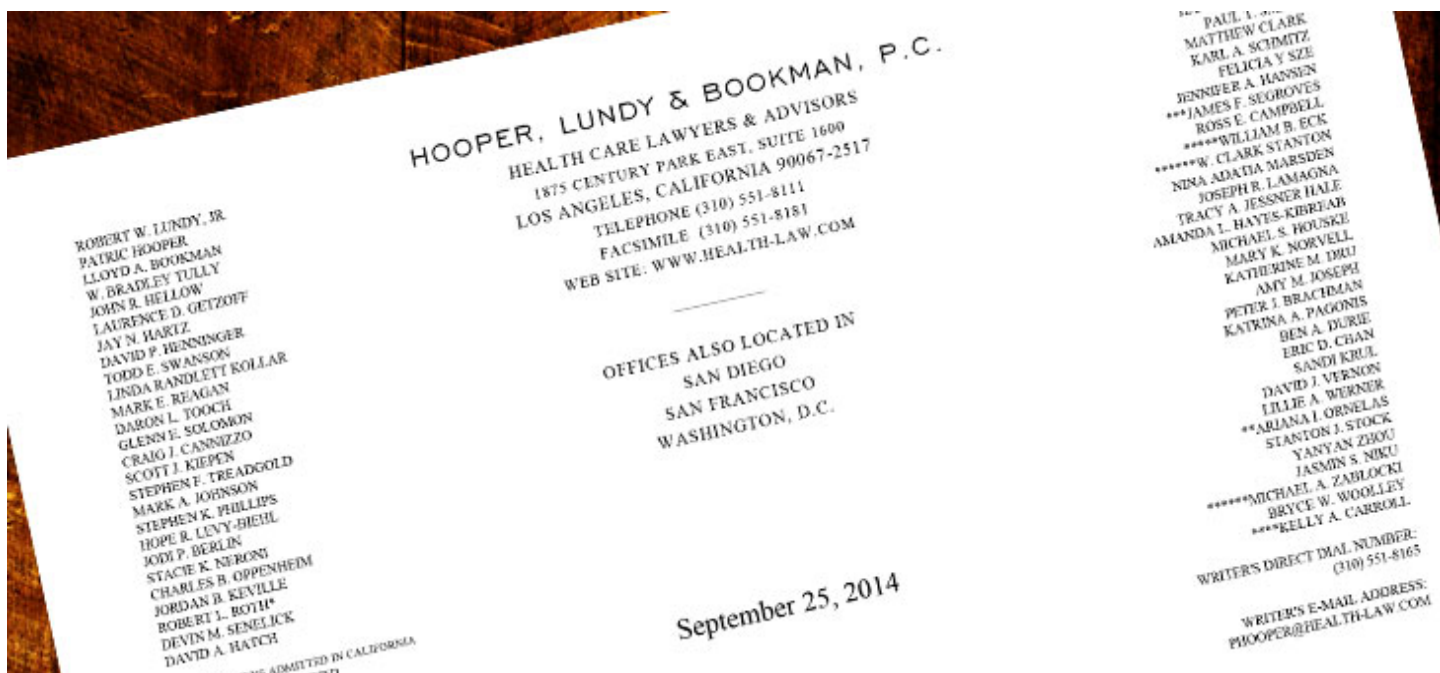 HOOPER, LUNDY & BOOKMAN, P.C.
HEALTH CARE LAWYERS & ADVISORS
1875 CENTURY PARK EAST, SUITE 1600
LOS ANGELES, CALIFORNIA 90067-2517
TELEPHONE (310) 551-8111
FACSIMILE (310) 551-8181
WEB SITE: WWW.HEALTH-LAW.COM
OFFICES ALSO LOCATED IN
SAN DIEGO
SAN FRANCISCO
WASHINGTON, D.C.
ROBERT W. LUNDY, JR
PATRIC HOOPER
LLOYD A. BOOKMAN
W. BRADLEY TULLY
JOHN R. HELLOW
LAURENCE D. GETZOFF
JAY N. HARTZ
DAVID P. HENNINGER
TODD E. SWANSON
LINDA RANDLETT KOLLAR
MARK E. REAGAN
DARON L. TOOCH
GLENN E. SOLOMON
CRAIG J. CANNIZZO
SCOTT J. KIEPEN
STEPHEN F. TREADGOLD
MARK A. JOHNSON
STEPHEN K. PHILLIPS
HOPE R. LEVY-BIEHL
JODI P. BERLIN
STACIE K. NERONI
CHARLES B. OPPENHEIM
JORDAN B. KEVILLE
ROBERT L. ROTH*
DEVIN M. SENELICK
DAVID A. HATCH
ADMITTED IN CALIFORNIA
PAUL T.
MATTHEW CLARK
KARL A. SCHMITZ
FELICIA Y SZE
JENNIFER A. HANSEN
***JAMES F. SEGROVES
ROSS E. CAMPBELL
*****WILLIAM B. ECK
******W. CLARK STANTON
NINA ADATIA MARSDEN
JOSEPH R. LAMAGNA
TRACY A. JESSNER HALE
AMANDA L. HAYES-KIBREAB
MICHAEL S. HOUSKE
MARY K. NORVELL
KATHERINE M. DRU
AMY M. JOSEPH
PETER J. BRACHMAN
KATRINA A. PAGONIS
BEN A. DURIE
ERIC D. CHAN
SANDI KRUL
DAVID J. VERNON
LILLIE A. WERNER
**ARIANA I. ORNELAS
STANTON J. STOCK
YANYAN ZHOU
JASMIN S. NIKU
******MICHAEL A. ZABLOCKI
BRYCE W. WOOLLEY
****KELLY A. CARROLL
WRITER'S DIRECT DIAL NUMBER:
(310) 551-8165
WRITER'S E-MAIL ADDRESS:
PHOOPER@HEALTH-LAW.COM
September 25, 2014